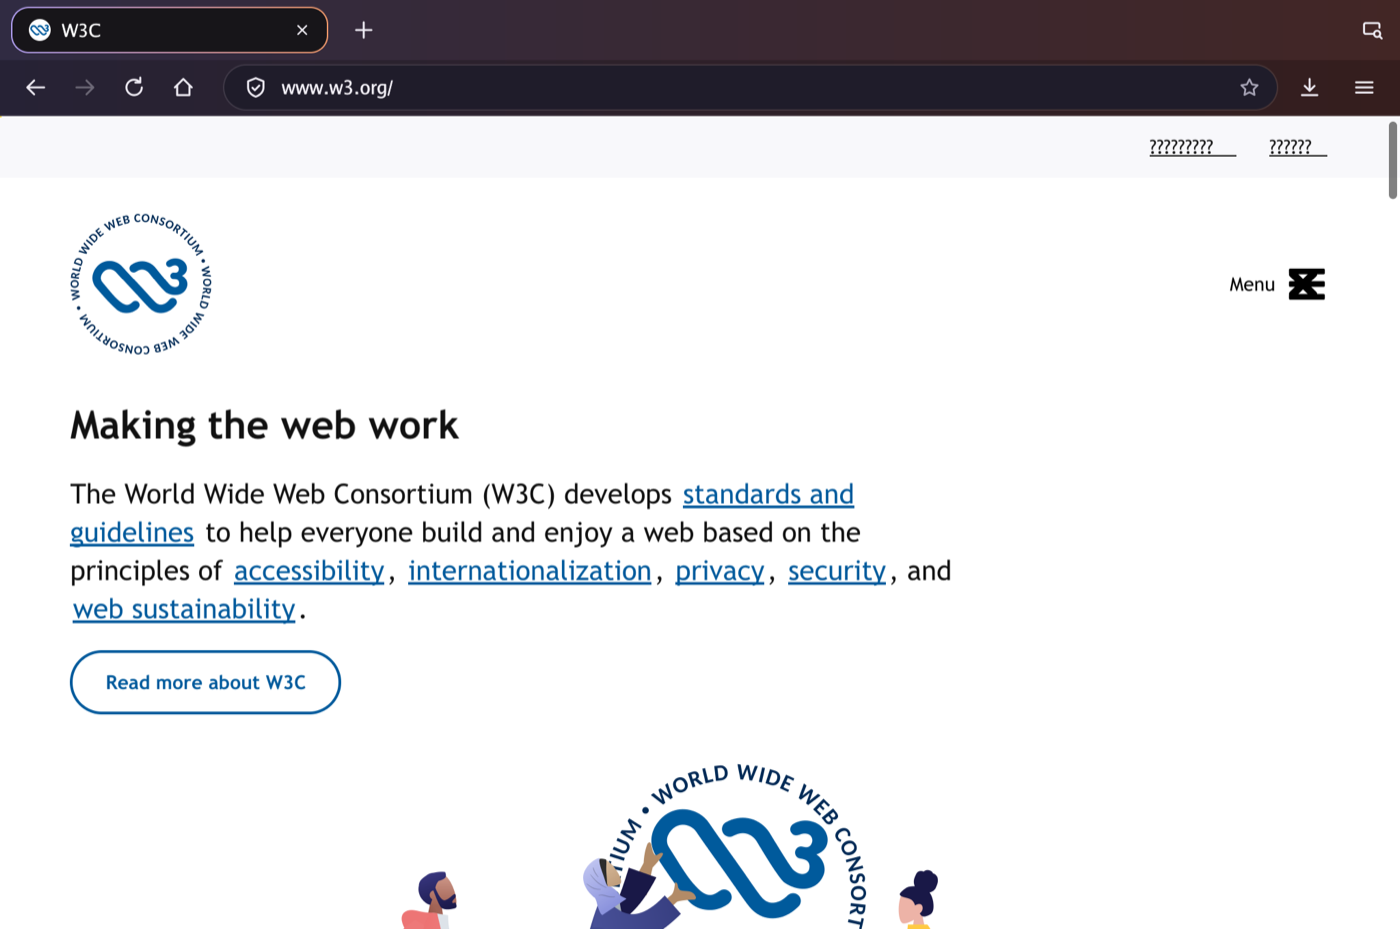 W3C
www.w3.org/
????????? ??????
WORLD WIDE WEB CONSORTIUM • WORLD WIDE WEB CONSORTIUM •
Menu
Making the web work
The World Wide Web Consortium (W3C) develops standards and
guidelines to help everyone build and enjoy a web based on the
principles of accessibility, internationalization, privacy, security, and
web sustainability.
Read more about W3C
TIUM • WORLD WIDE WEB CONSORT